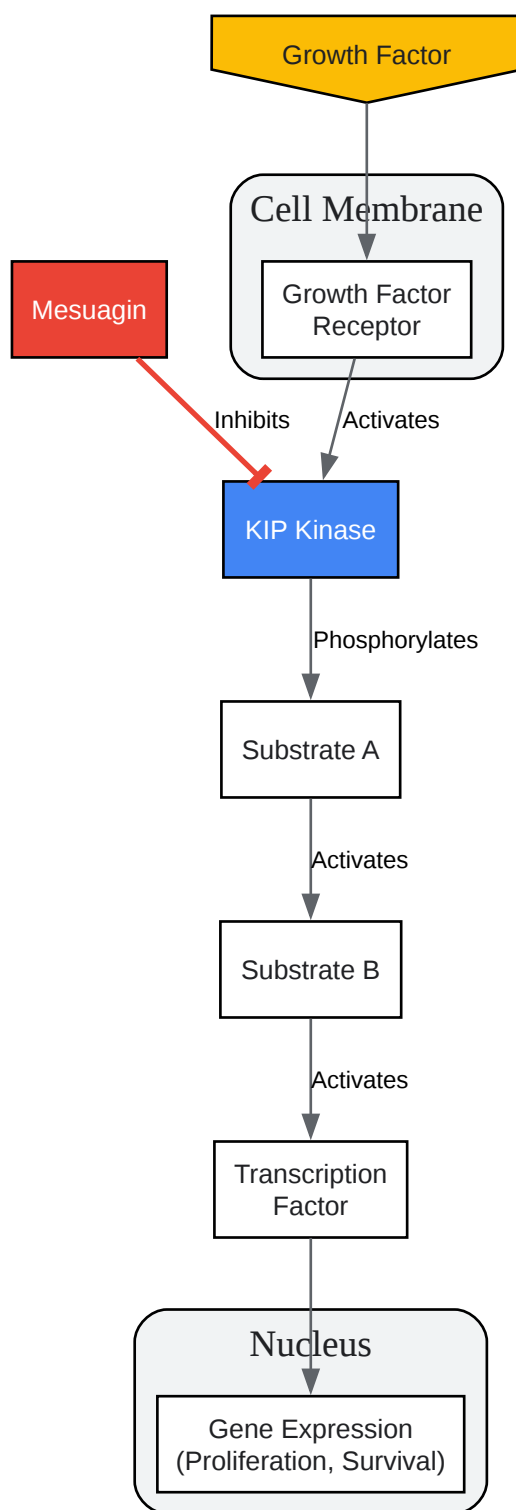 Growth Factor
Cell Membrane
Growth Factor
Receptor
Mesuagin
Inhibits
Activates
KIP Kinase
Phosphorylates
Substrate A
Activates
Substrate B
Activates
Transcription
Factor
Nucleus
Gene Expression
(Proliferation, Survival)